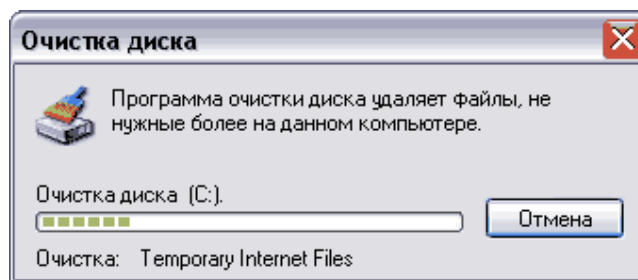 Очистка диска
Программа очистки диска удаляет файлы, не
нужные более на данном компьютере.
Очистка диска (C:).
Отмена
Очистка: Temporary Internet Files